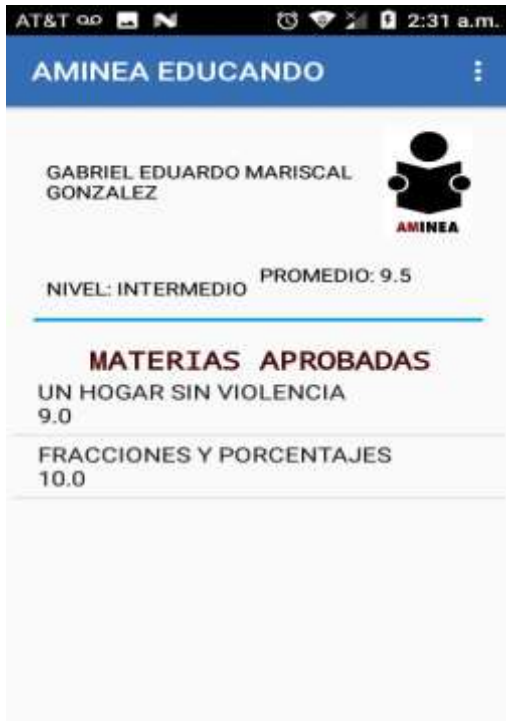 AT&T 2:31 a.m.
AMINEA EDUCANDO
GABRIEL EDUARDO MARISCAL
GONZALEZ
AMINEA
NIVEL: INTERMEDIO PROMEDIO: 9.5
MATERIAS APROBADAS
UN HOGAR SIN VIOLENCIA
9.0
FRACCIONES Y PORCENTAJES
10.0